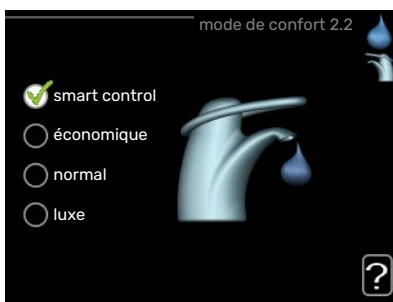 mode de confort 2.2
smart control
économique
normal
luxe
?